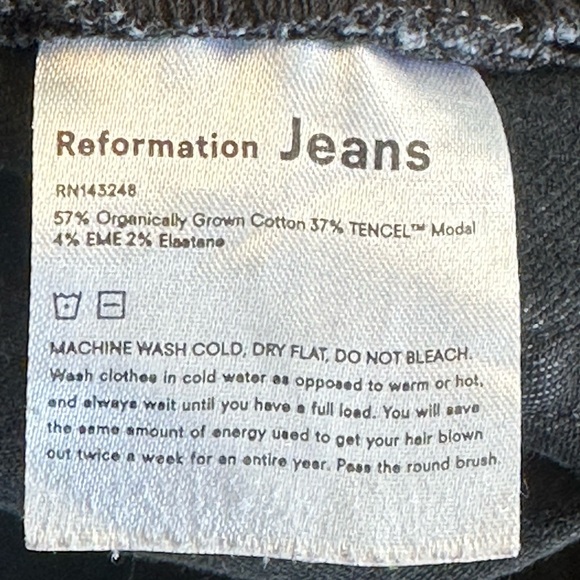 Reformation Jeans
RN143248
57% Organically Grown Cotton 37% TENCEL™ Modal
4% EME 2% Elastane
MACHINE WASH COLD, DRY FLAT, DO NOT BLEACH.
Wash clothes in cold water as opposed to warm or hot,
and always wait until you have a full load. You will save
the same amount of energy used to get your hair blown
out twice a week for an entire year. Pass the round brush.